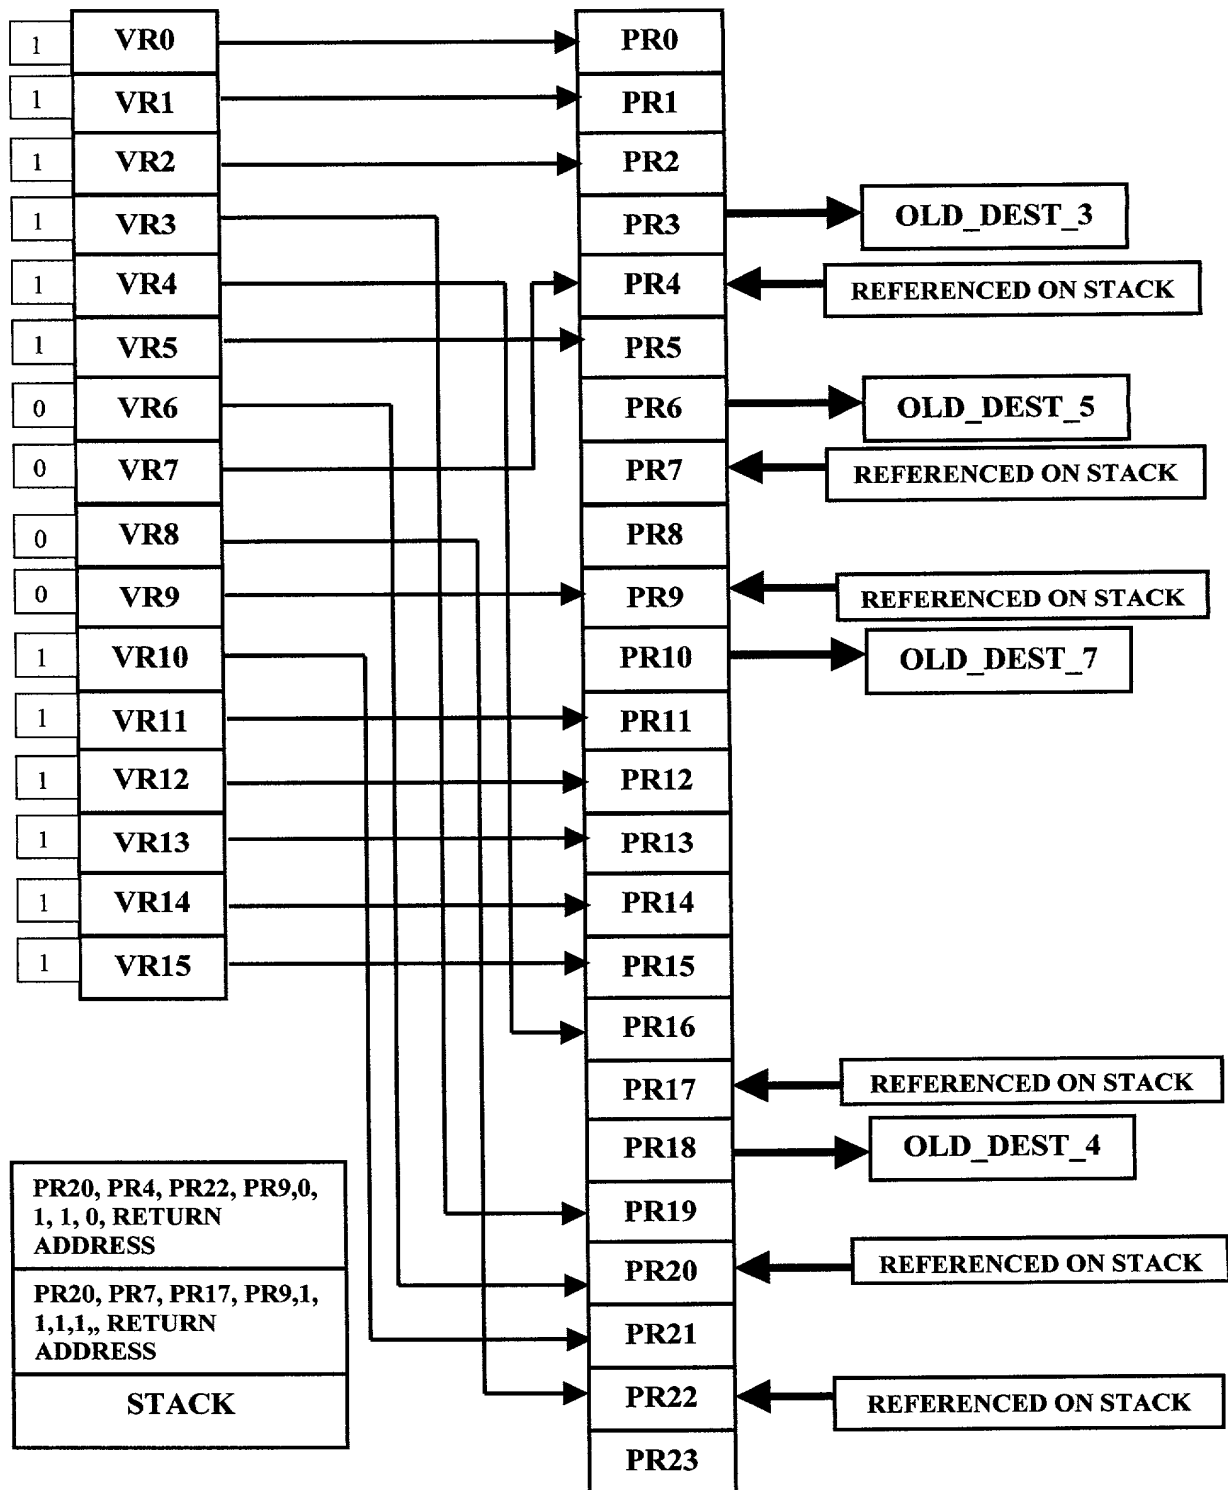 1 VR0 PR0
1 VR1 PR1
1 VR2 PR2
1 VR3 PR3 OLD_DEST_3
1 VR4 PR4 REFERENCED ON STACK
1 VR5 PR5
0 VR6 PR6 OLD_DEST_5
0 VR7 PR7 REFERENCED ON STACK
0 VR8 PR8
0 VR9 PR9 REFERENCED ON STACK
1 VR10 PR10 OLD_DEST_7
1 VR11 PR11
1 VR12 PR12
1 VR13 PR13
1 VR14 PR14
1 VR15 PR15
PR16
PR17 REFERENCED ON STACK
PR18 OLD_DEST_4
PR19
PR20 REFERENCED ON STACK
PR21
PR22 REFERENCED ON STACK
PR23
PR20, PR4, PR22, PR9,0,
1, 1, 0, RETURN
ADDRESS
PR20, PR7, PR17, PR9,1,
1,1,1,, RETURN
ADDRESS
STACK